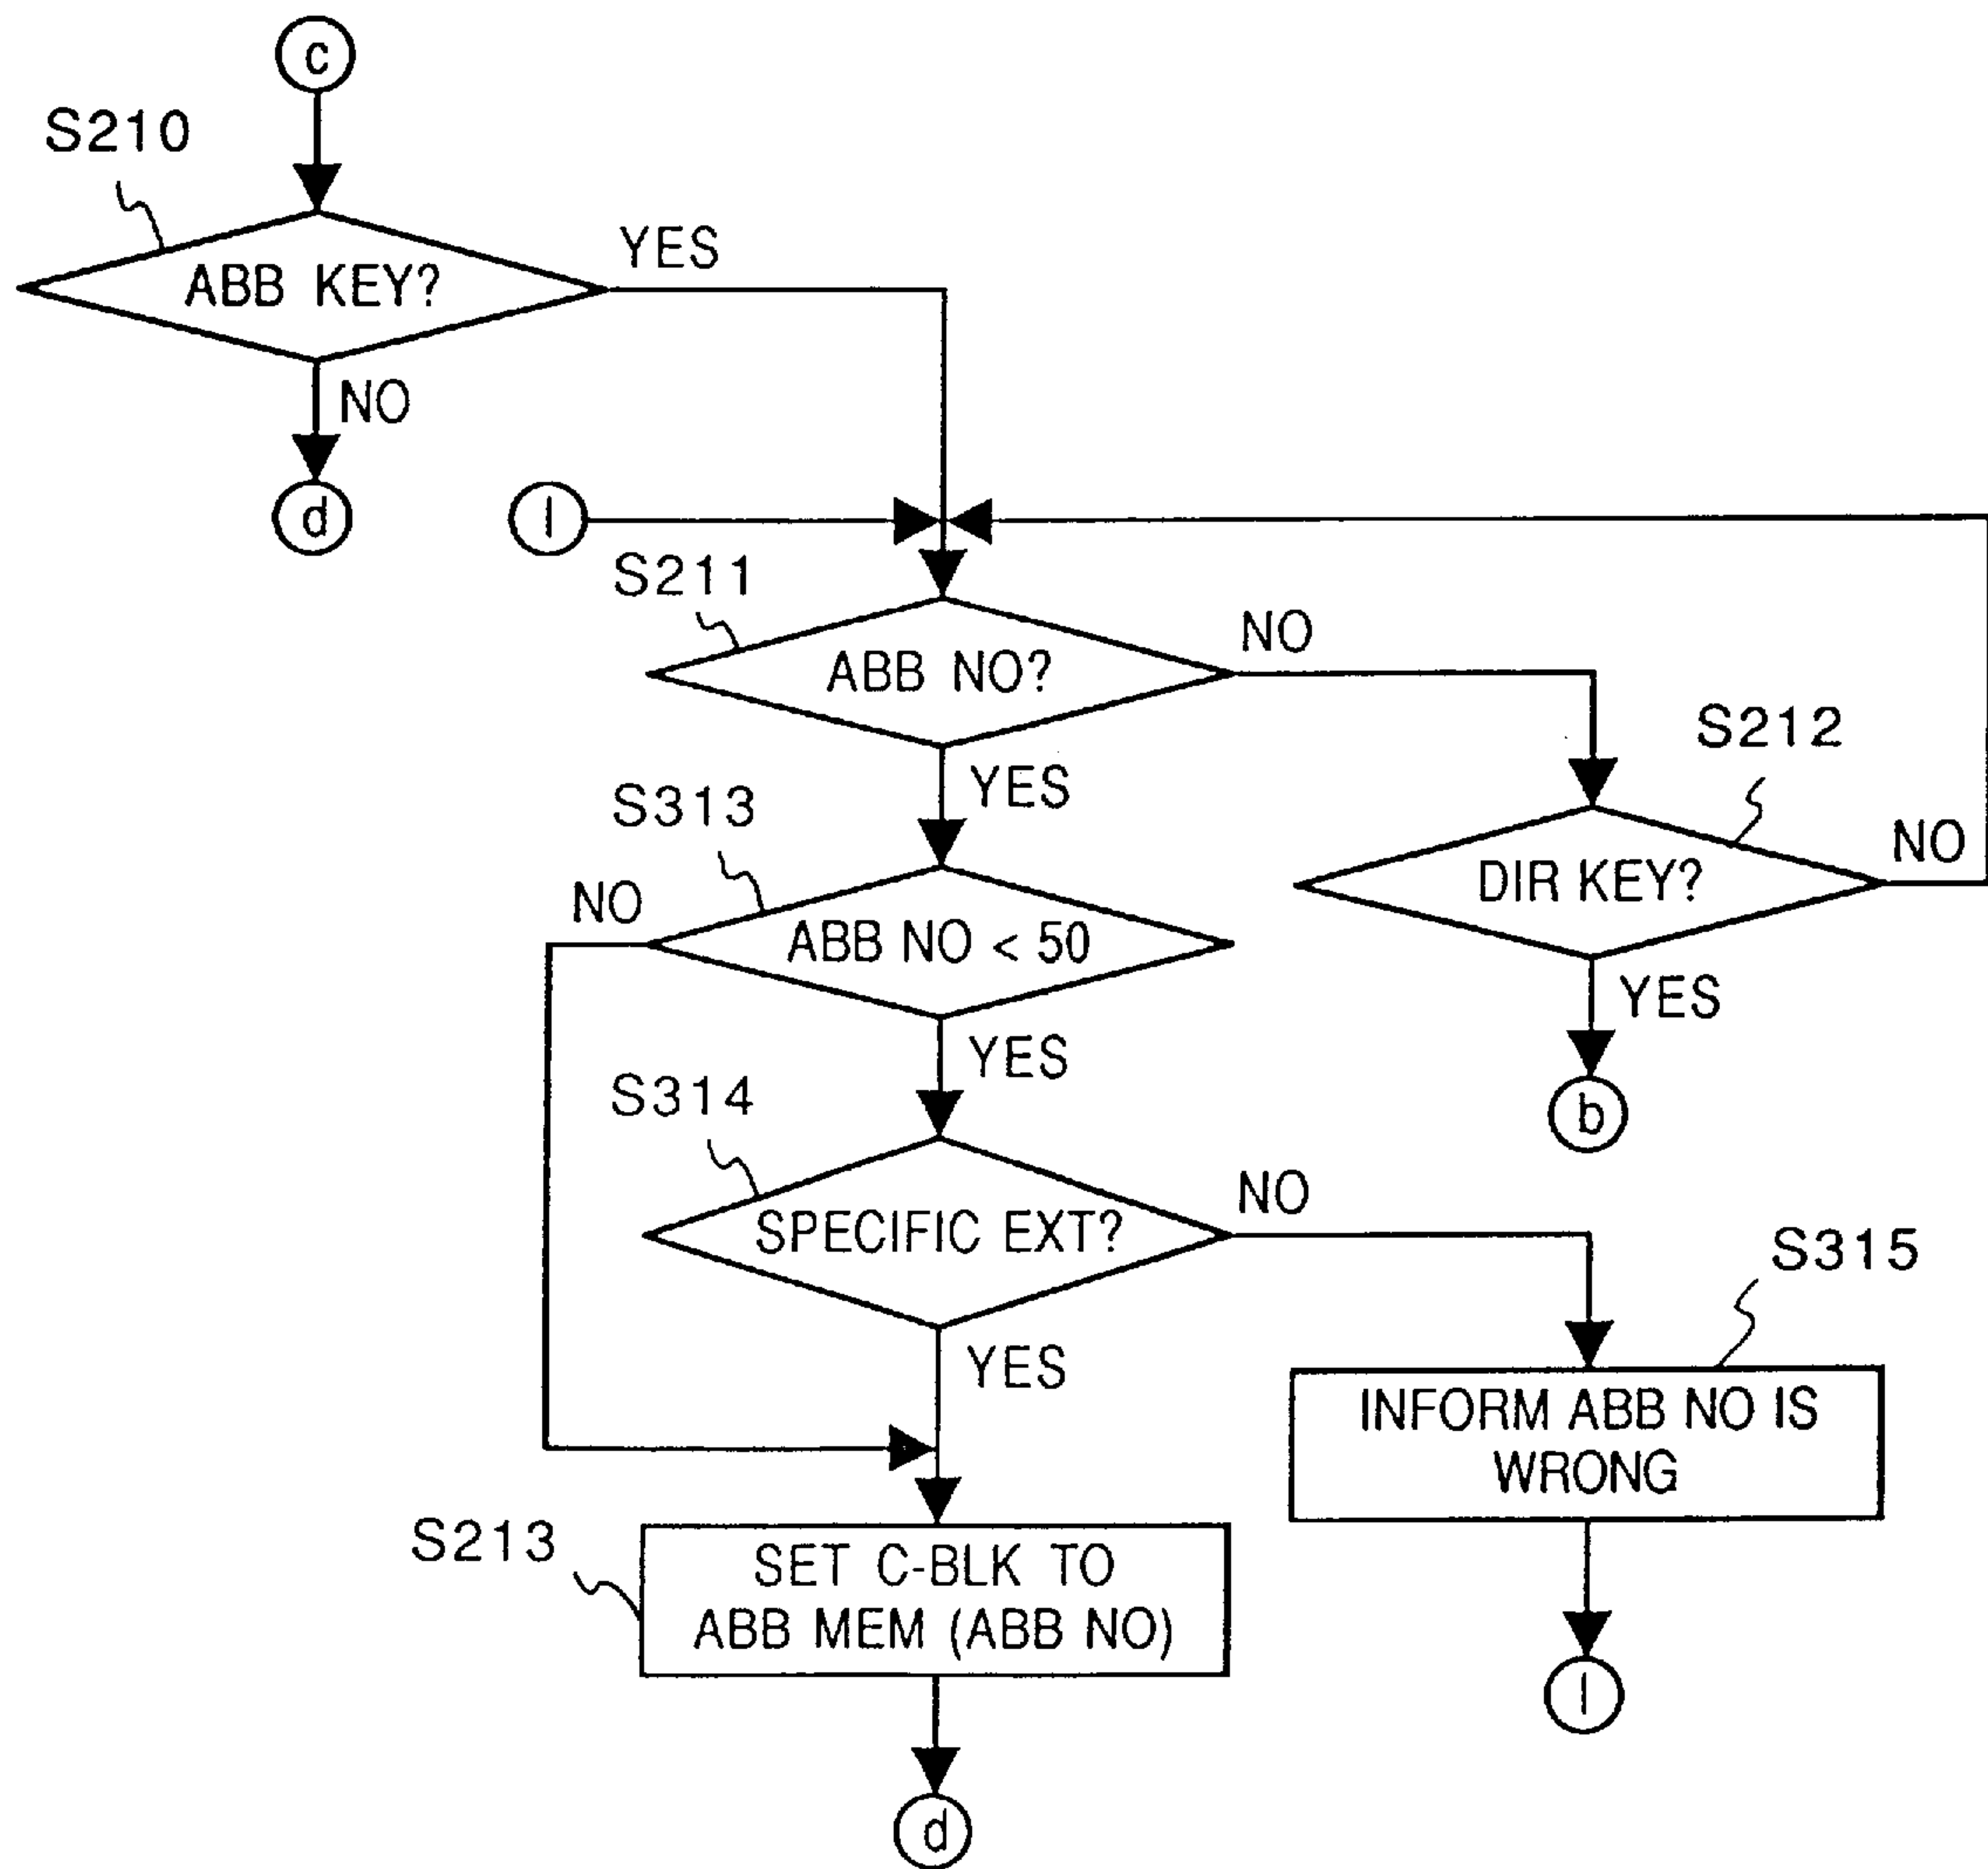 c
S210
ABB KEY?
YES
NO
d
l
S211
ABB NO?
NO
YES
S212
DIR KEY?
NO
YES
b
S313
ABB NO < 50
NO
YES
S314
SPECIFIC EXT?
NO
YES
S315
INFORM ABB NO IS
WRONG
l
S213
SET C-BLK TO
ABB MEM (ABB NO)
d